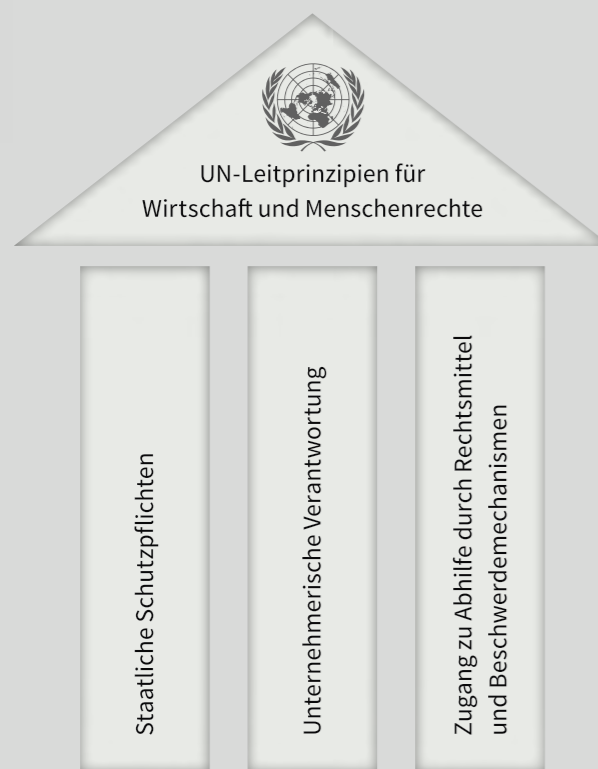 UN-Leitprinzipien für
Wirtschaft und Menschenrechte
Staatliche Schutzpflichten
Unternehmerische Verantwortung
Zugang zu Abhilfe durch Rechtsmittel
und Beschwerdemechanismen